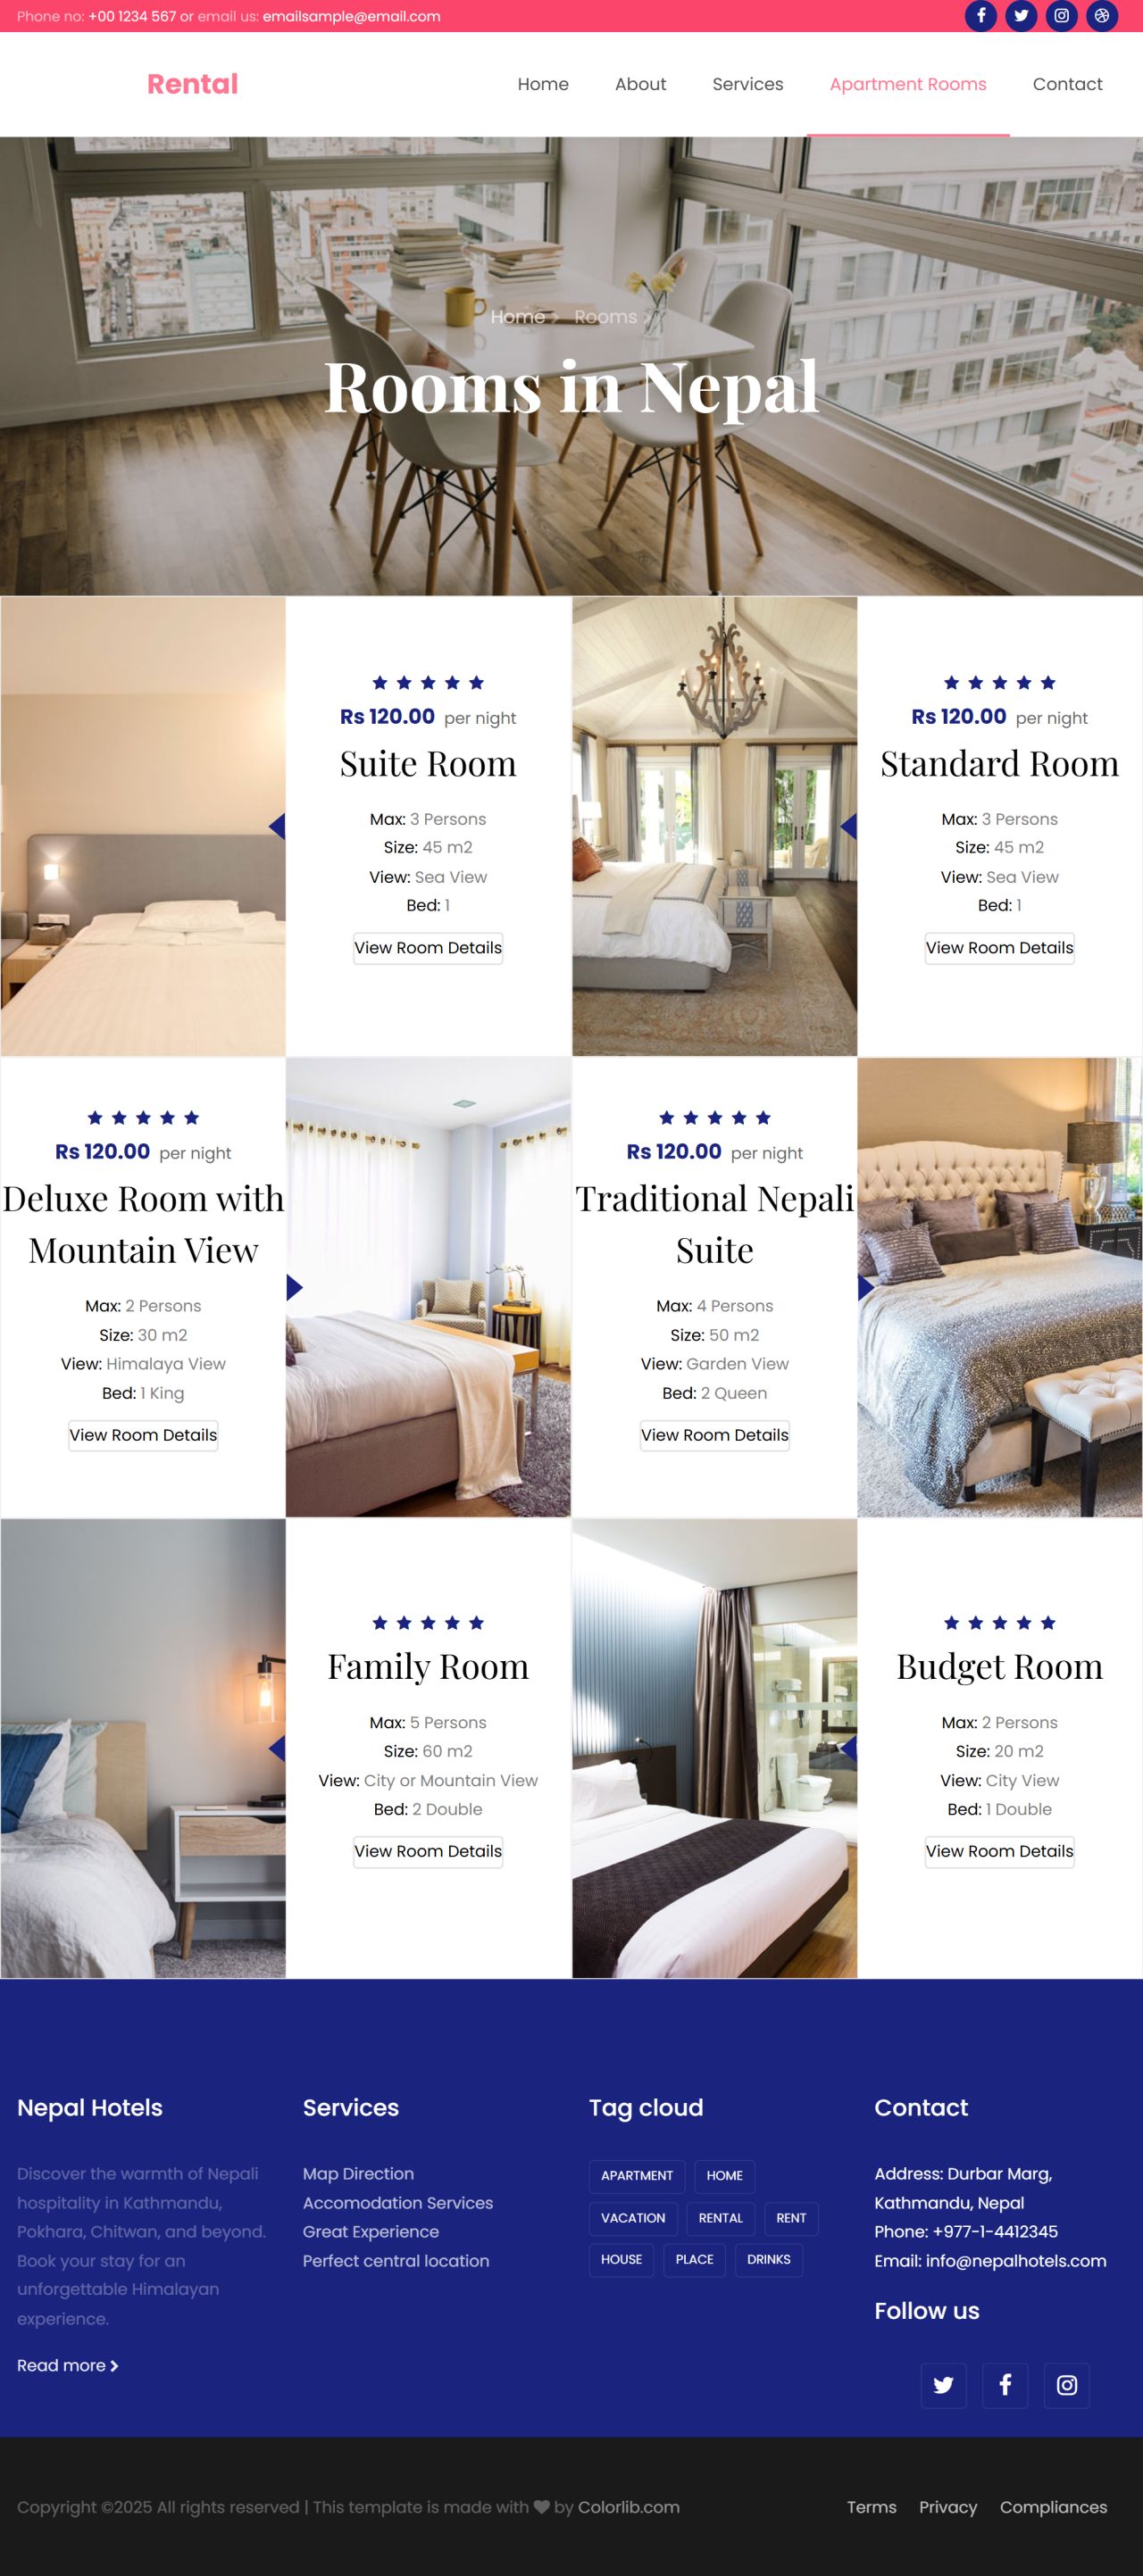 Phone no: +00 1234 567 or email us: emailsample@email.com
Rental
Home
About
Services
Apartment Rooms
Contact
Home
Rooms
Rooms in Nepal
Rs 120.00 per night
Suite Room
Max: 3 Persons
Size: 45 m2
View: Sea View
Bed: 1
View Room Details
Rs 120.00 per night
Standard Room
Max: 3 Persons
Size: 45 m2
View: Sea View
Bed: 1
View Room Details
Rs 120.00 per night
Deluxe Room with
Mountain View
Max: 2 Persons
Size: 30 m2
View: Himalaya View
Bed: 1 King
View Room Details
Rs 120.00 per night
Traditional Nepali
Suite
Max: 4 Persons
Size: 50 m2
View: Garden View
Bed: 2 Queen
View Room Details
Family Room
Max: 5 Persons
Size: 60 m2
View: City or Mountain View
Bed: 2 Double
View Room Details
Budget Room
Max: 2 Persons
Size: 20 m2
View: City View
Bed: 1 Double
View Room Details
Nepal Hotels
Discover the warmth of Nepali
hospitality in Kathmandu,
Pokhara, Chitwan, and beyond.
Book your stay for an
unforgettable Himalayan
experience.
Read more
Services
Map Direction
Accomodation Services
Great Experience
Perfect central location
Tag cloud
APARTMENT
HOME
VACATION
RENTAL
RENT
HOUSE
PLACE
DRINKS
Contact
Address: Durbar Marg,
Kathmandu, Nepal
Phone: +977-1-4412345
Email: info@nepalhotels.com
Follow us
Copyright ©2025 All rights reserved | This template is made with ❤ by Colorlib.com
Terms
Privacy
Compliances